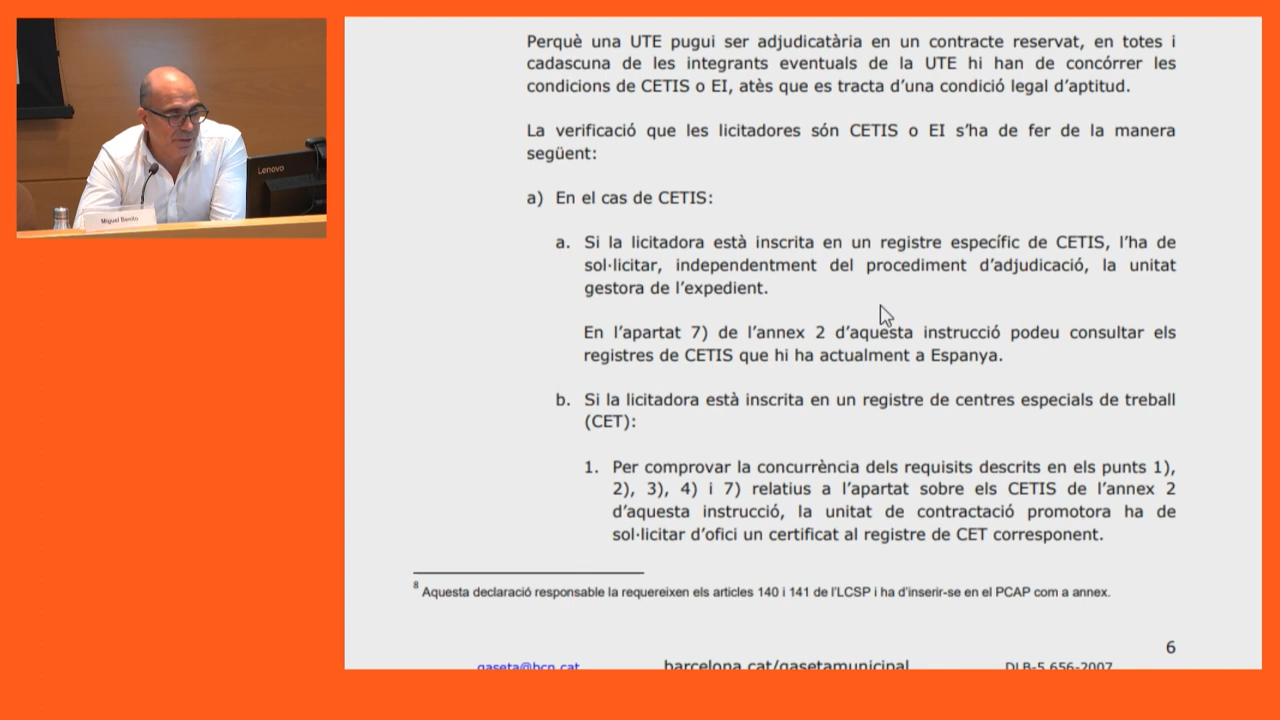 Lenovo
Miguel Benito
Perquè una UTE pugui ser adjudicatària en un contracte reservat, en totes i
cadascuna de les integrants eventuals de la UTE hi han de concórrer les
condicions de CETIS o EI, atès que es tracta d'una condició legal d'aptitud.
La verificació que les licitadores són CETIS o EI s'ha de fer de la manera
següent:
a) En el cas de CETIS:
a. Si la licitadora està inscrita en un registre específic de CETIS, l'ha de
sol·licitar, independentment del procediment d'adjudicació, la unitat
gestora de l'expedient.
En l'apartat 7) de l'annex 2 d'aquesta instrucció podeu consultar els
registres de CETIS que hi ha actualment a Espanya.
b. Si la licitadora està inscrita en un registre de centres especials de treball
(CET):
1. Per comprovar la concurrència dels requisits descrits en els punts 1),
2), 3), 4) i 7) relatius a l'apartat sobre els CETIS de l'annex 2
d'aquesta instrucció, la unitat de contractació promotora ha de
sol·licitar d'ofici un certificat al registre de CET corresponent.
8 Aquesta declaració responsable la requereixen els articles 140 i 141 de l'LCSP i ha d'inserir-se en el PCAP com a annex.
6
gaseta@bcn.cat barcelona.cat/gasetamunicipal DLB-5.656-2007